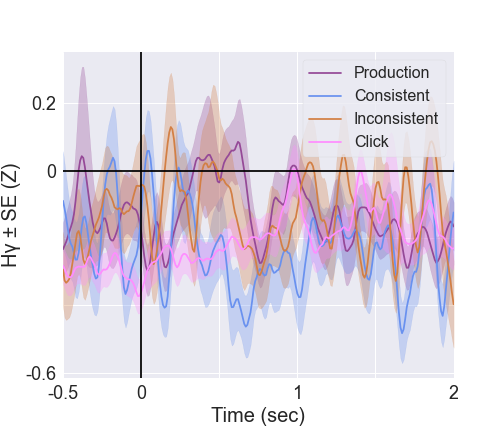 Production
Consistent
Inconsistent
Click
0.2
0
-0.6
Hγ ± SE (Z)
-0.5
0
1
2
Time (sec)